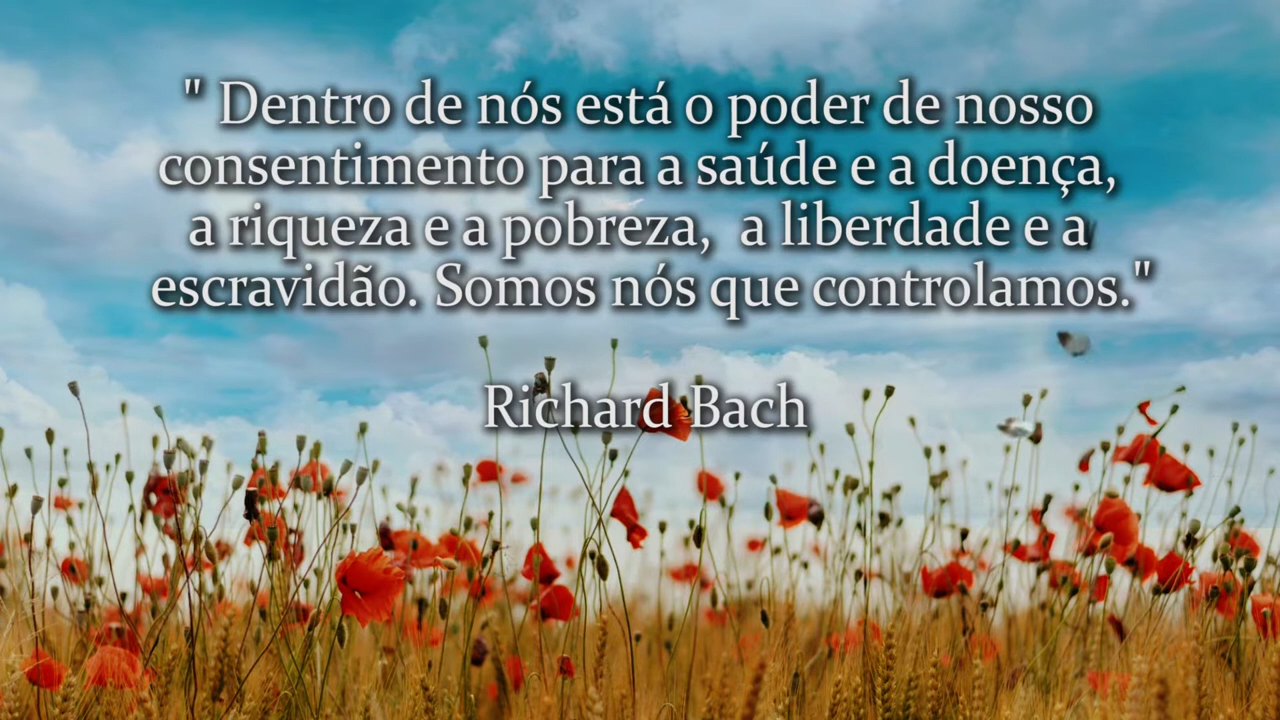 " Dentro de nós está o poder de nosso
consentimento para a saúde e a doença,
a riqueza e a pobreza,  a liberdade e a
escravidão. Somos nós que controlamos."
Richard Bach